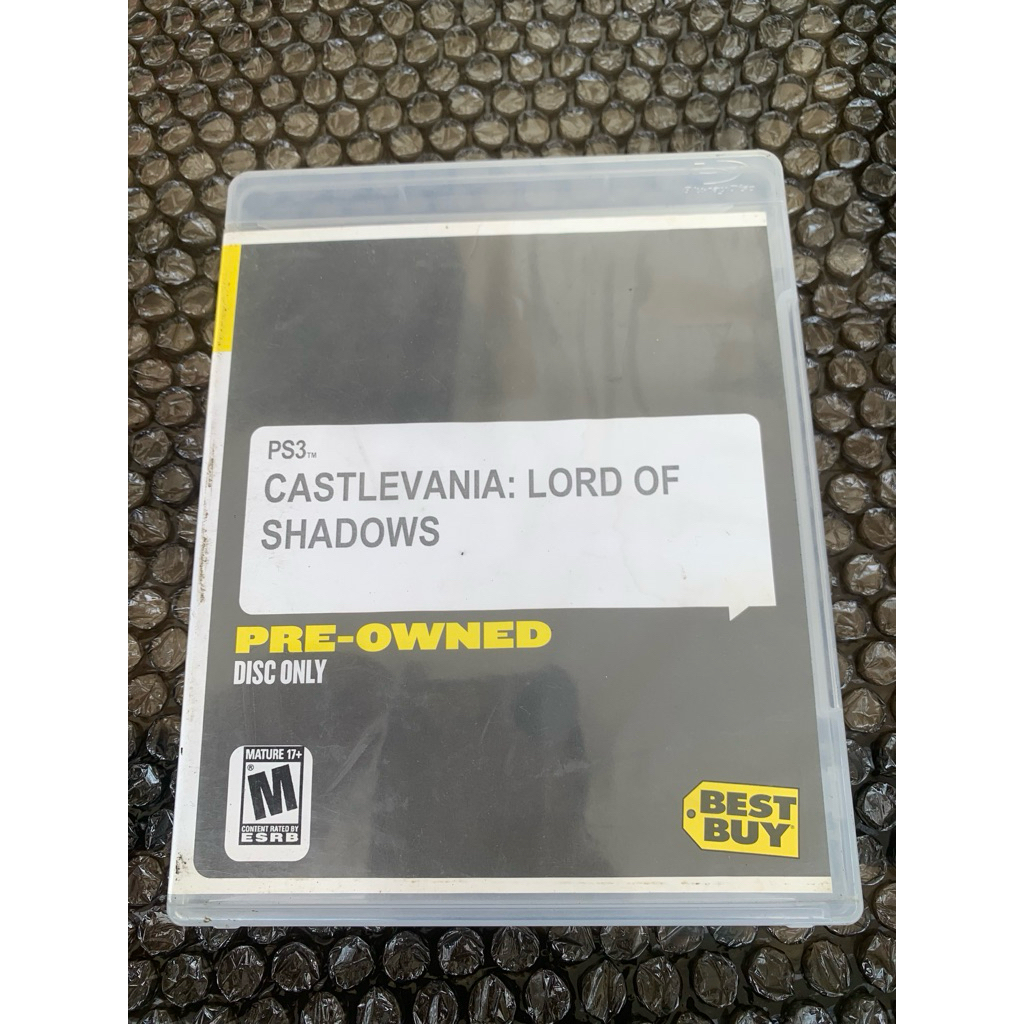 PS3™
CASTLEVANIA: LORD OF
SHADOWS
PRE-OWNED
DISC ONLY
MATURE 17+
M
®
CONTENT RATED BY
ESRB
BEST
BUY